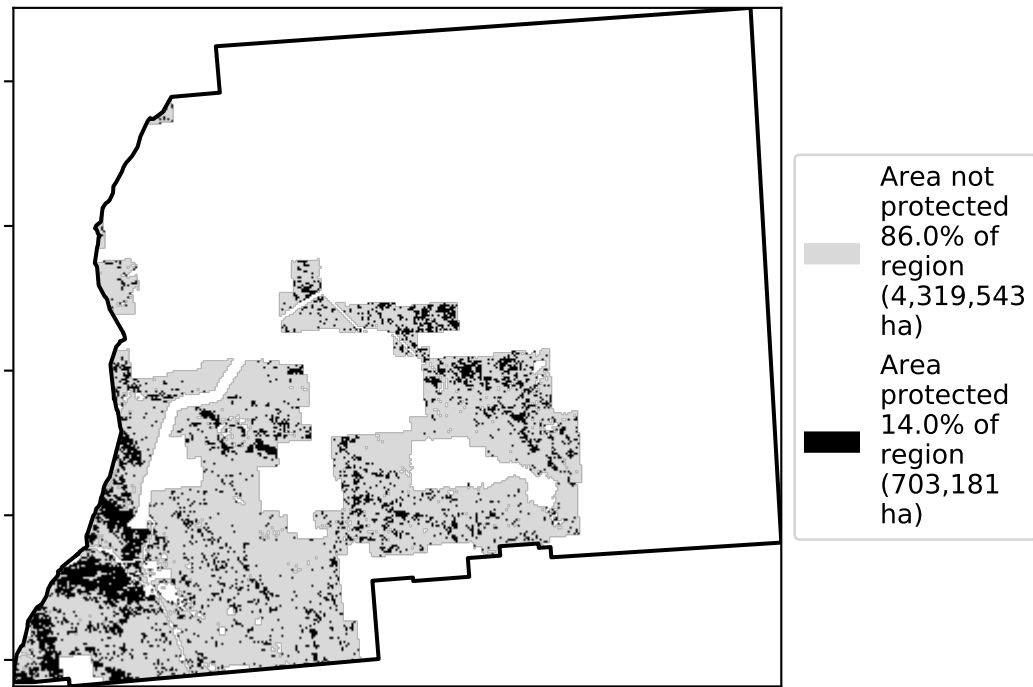 Area not
protected
86.0% of
region
(4,319,543
ha)
Area
protected
14.0% of
region
(703,181
ha)